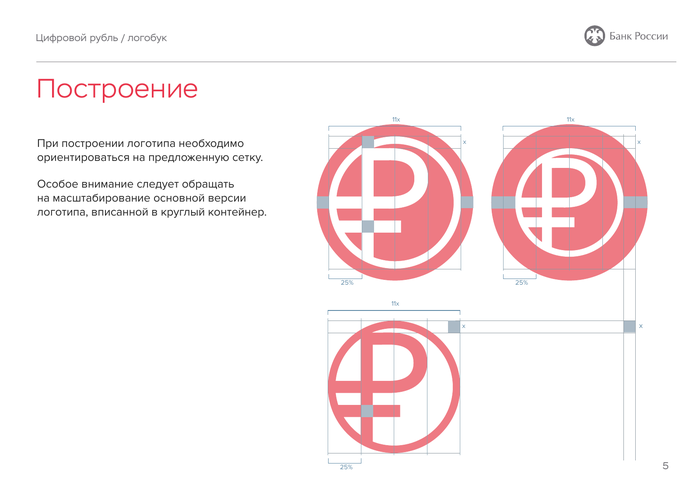 Цифровой рубль / логобук
Банк России
Построение
При построении логотипа необходимо
ориентироваться на предложенную сетку.
Особое внимание следует обращать
на масштабирование основной версии
логотипа, вписанной в круглый контейнер.
11x
x
25%
11x
x
25%
11x
x
x
25%
5